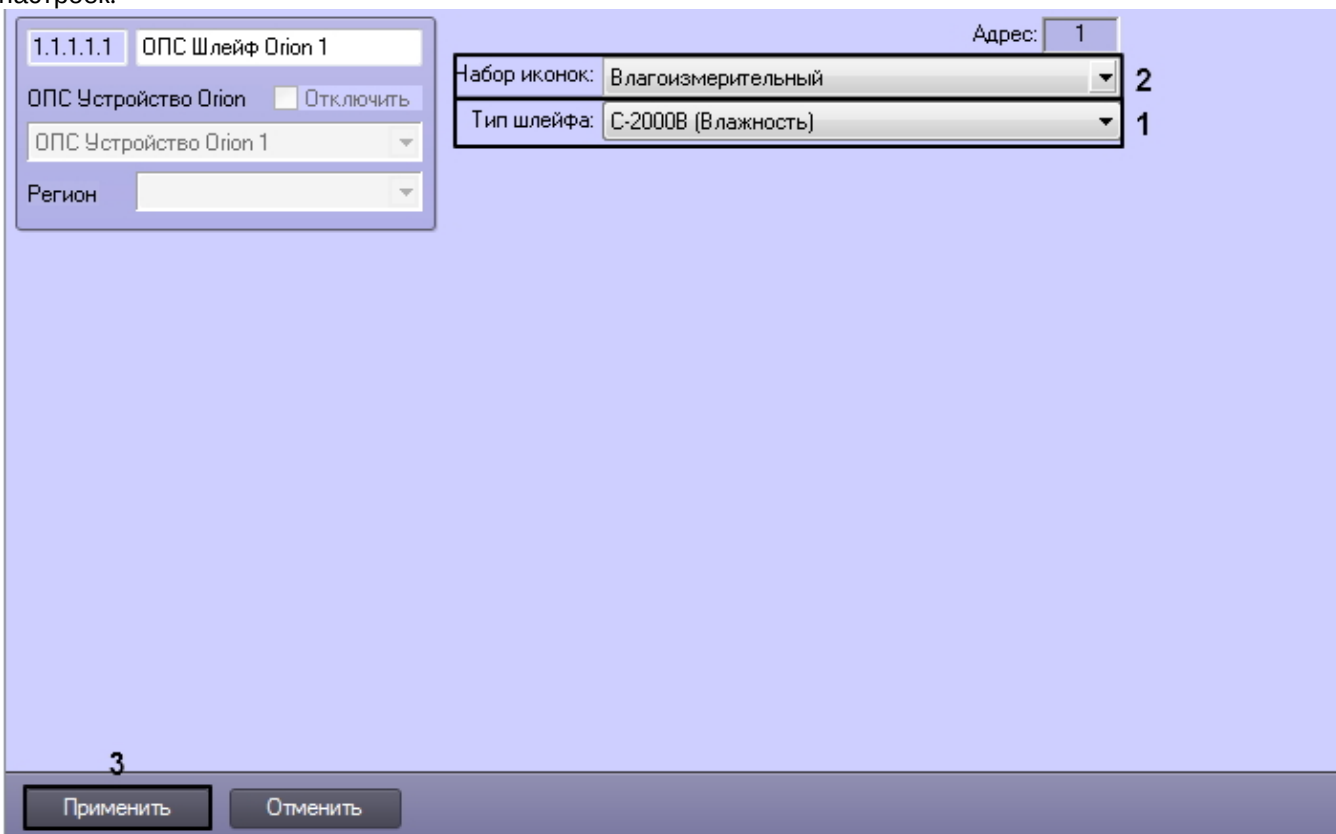 настроек.
1.1.1.1.1 ОПС Шлейф Orion 1
ОПС Устройство Orion Отключить
ОПС Устройство Orion 1
Регион
Адрес: 1
Набор иконок: Влагоизмерительный 2
Тип шлейфа: С-2000В (Влажность) 1
3
Применить Отменить